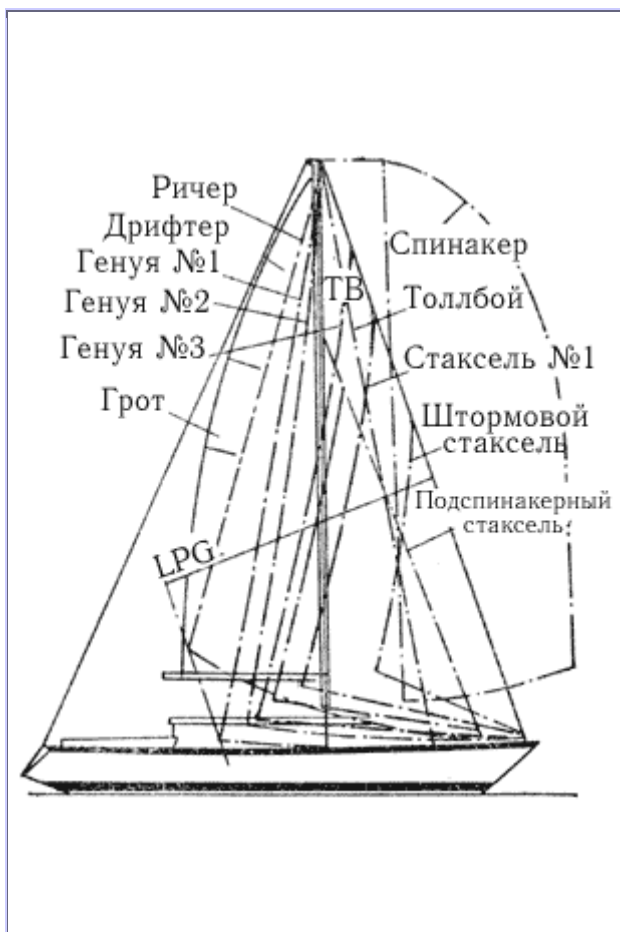 Ричер
Дрифтер
Генуя №1
Генуя №2
Генуя №3
Грот
LPG
ТВ
Спинакер
Толлбой
Стаксель №1
Штормовой
стаксель
Подспинакерный
стаксель